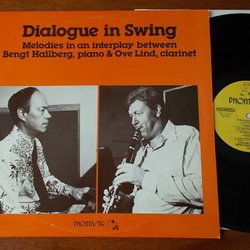 Dialogue in Swing
Melodies in an interplay between
Bengt Hallberg, piano & Ove Lind, clarinet
PHONTASTIC
PHONTASTIC